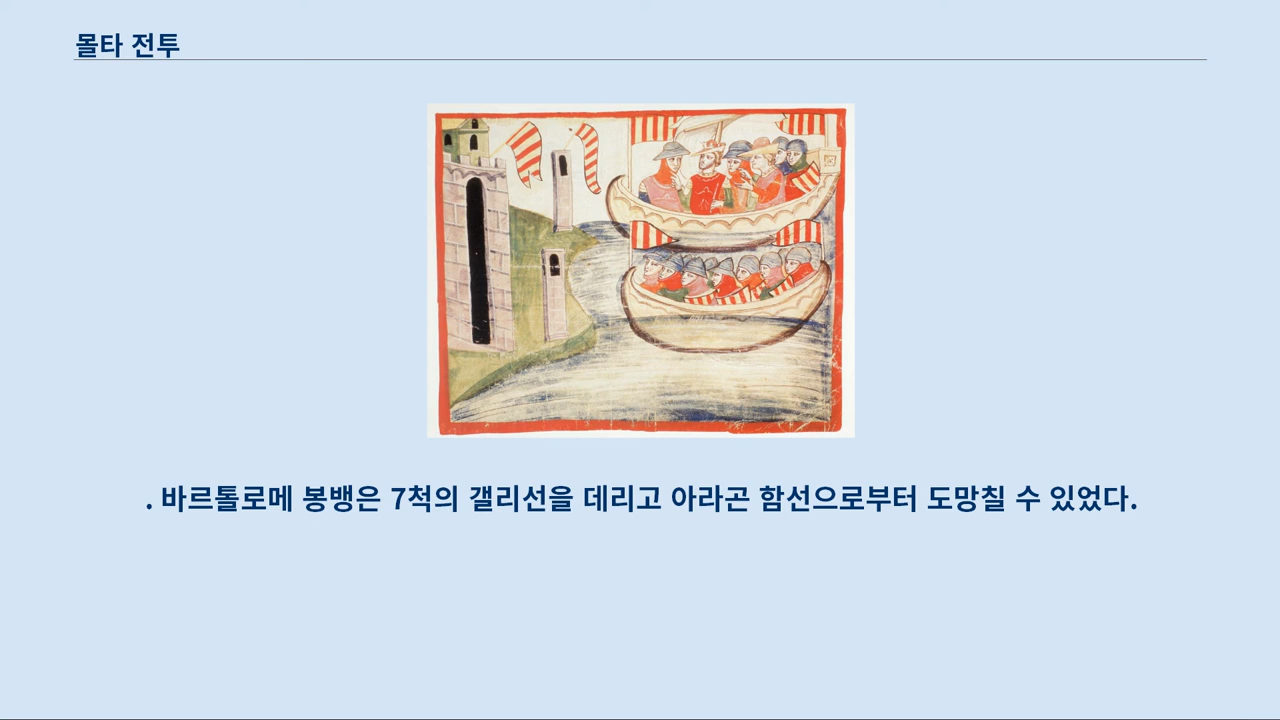 몰타 전투
. 바르톨로메 봉뱅은 7척의 갤리선을 데리고 아라곤 함선으로부터 도망칠 수 있었다.